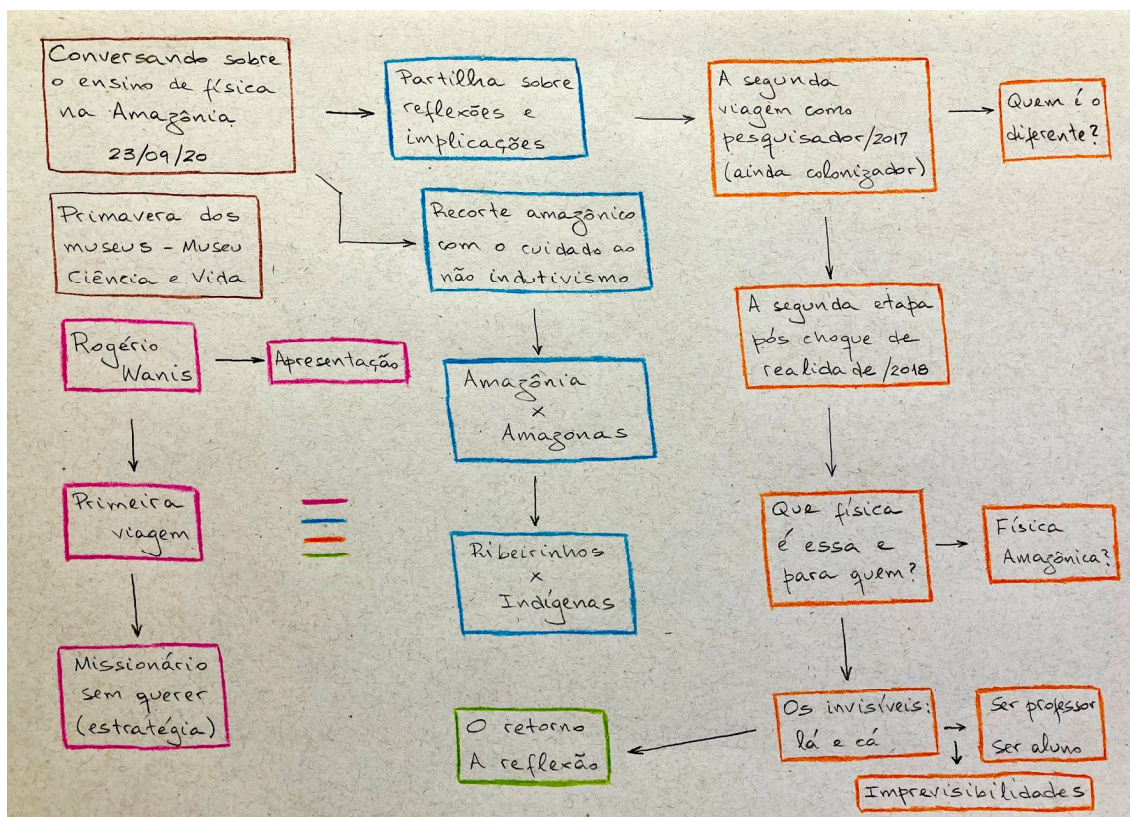 Conversando sobre
o ensino de física
na Amazônia
23/09/20
Primavera dos
museus - Museu
Ciência e Vida
Rogério
Wanis
Apresentação
Primeira
viagem
Missionário
sem querer
(estratégia)
Partilha sobre
reflexões e
implicações
Recorte amazônico
com o cuidado ao
não indutivismo
Amazônia
x
Amazonas
Ribeirinhos
x
Indígenas
A segunda
viagem como
pesquisador/2017
(ainda colonizador)
Quem é o
diferente?
A segunda etapa
pós choque de
realidade/2018
Que física
é essa e
para quem?
Física
Amazônica?
Os invisíveis:
lá e cá
Ser professor
Ser aluno
Imprevisibilidades
O retorno
A reflexão